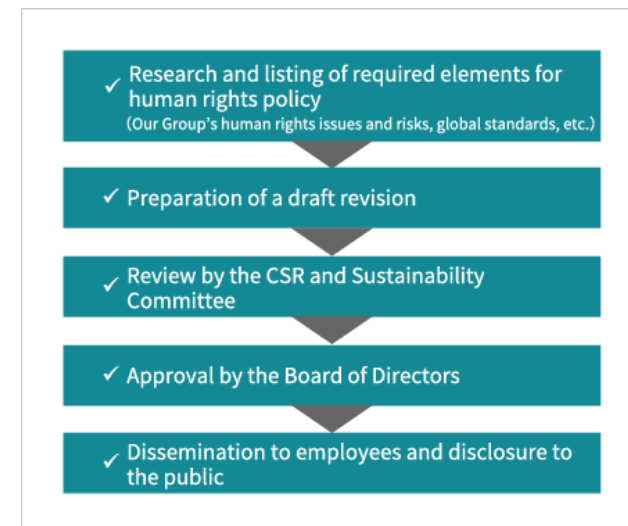 ✓ Research and listing of required elements for
human rights policy
(Our Group's human rights issues and risks, global standards, etc.)
✓ Preparation of a draft revision
✓ Review by the CSR and Sustainability
Committee
✓ Approval by the Board of Directors
✓ Dissemination to employees and disclosure to
the public